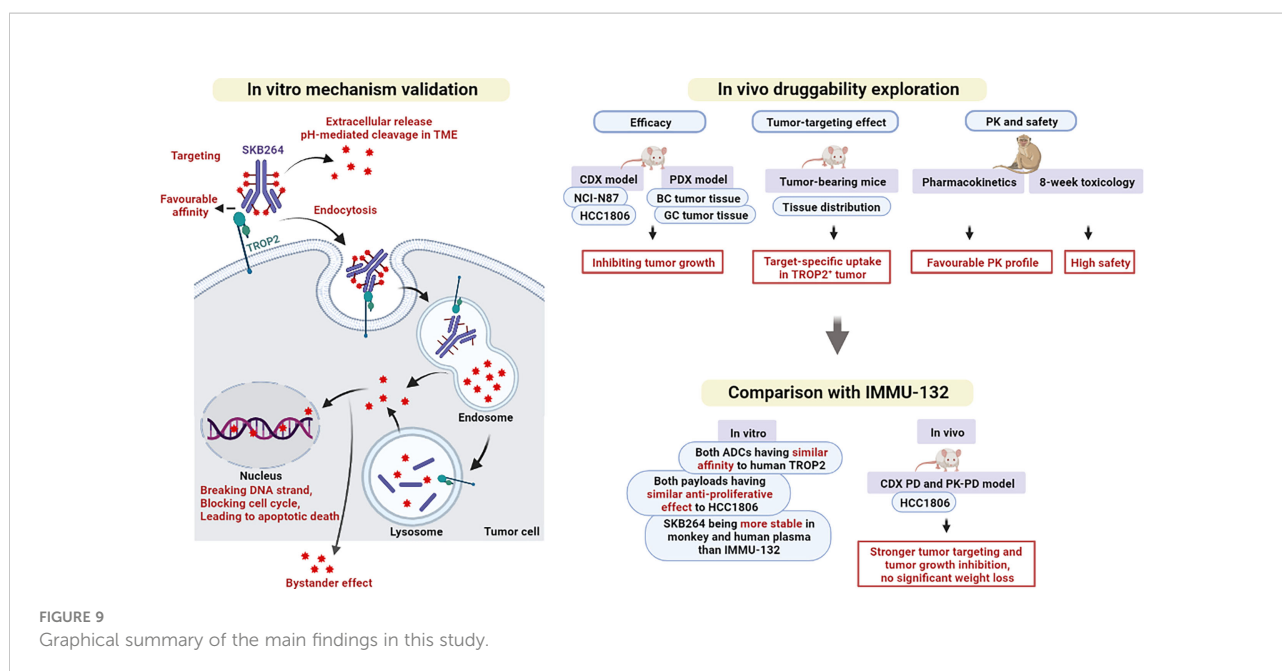 In vitro mechanism validation
Extracellular release
pH-mediated cleavage in TME
SKB264
Targeting
Favourable
affinity
Endocytosis
TROP2
Endosome
Nucleus
Breaking DNA strand,
Blocking cell cycle,
Leading to apoptotic death
Lysosome
Tumor cell
Bystander effect
In vivo druggability exploration
Efficacy
CDX model
PDX model
NCI-N87
HCC1806
BC tumor tissue
GC tumor tissue
Inhibiting tumor growth
Tumor-targeting effect
Tumor-bearing mice
Tissue distribution
Target-specific uptake
in TROP2⁺ tumor
PK and safety
Pharmacokinetics
8-week toxicology
Favourable PK profile
High safety
Comparison with IMMU-132
In vitro
Both ADCs having similar
affinity to human TROP2
Both payloads having
similar anti-proliferative
effect to HCC1806
SKB264 being more stable in
monkey and human plasma
than IMMU-132
In vivo
CDX PD and PK-PD model
HCC1806
Stronger tumor targeting and
tumor growth inhibition,
no significant weight loss
FIGURE 9
Graphical summary of the main findings in this study.